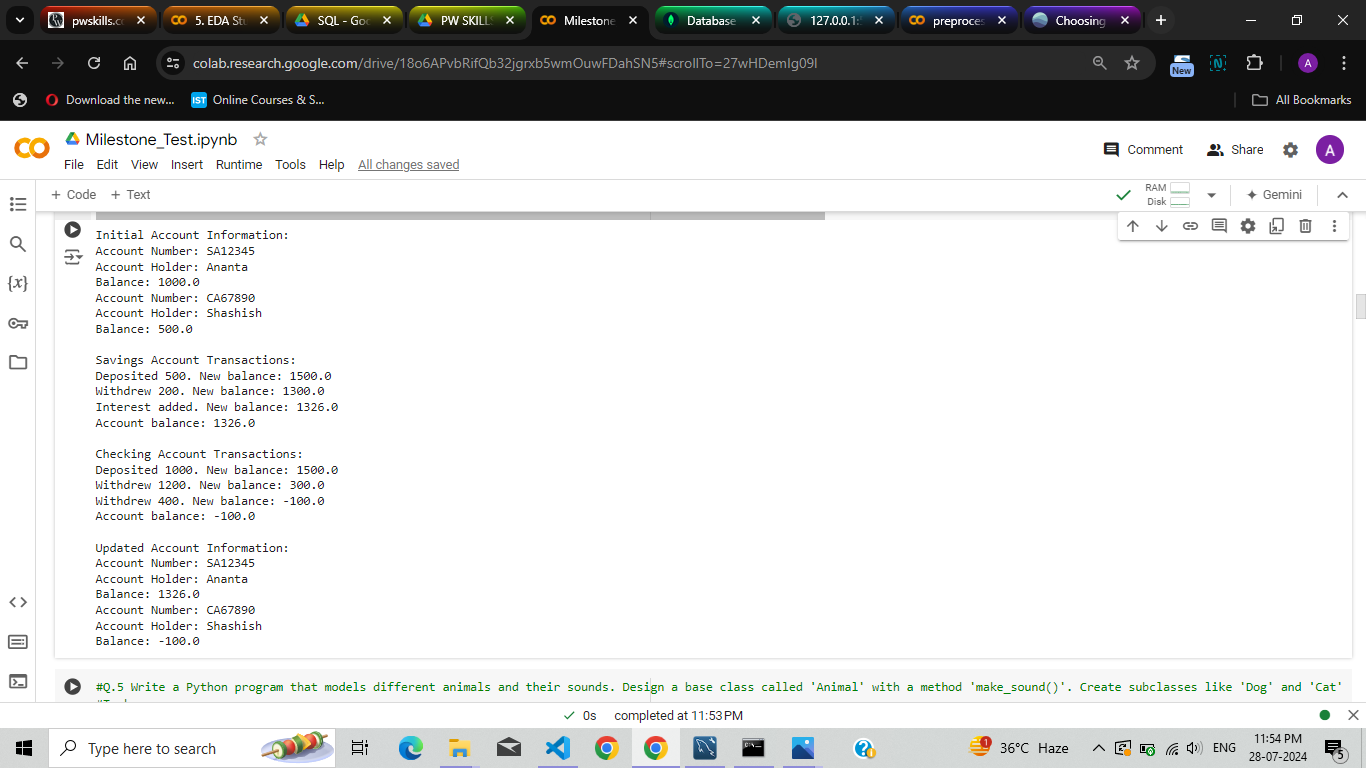 pwskills.c
5. EDA Stu
SQL - Goo
PW SKILL
Milestone
Database
127.0.0.1:
preproces
Choosing
colab.research.google.com/drive/18o6APvbRifQb32jgrxb5wmOuwFDahSN5#scrollTo=27wHDemIg09I
New
A
Download the new...
IST
Online Courses & S...
All Bookmarks
Milestone_Test.ipynb
Comment
Share
A
File Edit View Insert Runtime Tools Help All changes saved
+ Code + Text
RAM
Disk
Gemini
Initial Account Information:
Account Number: SA12345
Account Holder: Ananta
Balance: 1000.0
Account Number: CA67890
Account Holder: Shashish
Balance: 500.0
Savings Account Transactions:
Deposited 500. New balance: 1500.0
Withdrew 200. New balance: 1300.0
Interest added. New balance: 1326.0
Account balance: 1326.0
Checking Account Transactions:
Deposited 1000. New balance: 1500.0
Withdrew 1200. New balance: 300.0
Withdrew 400. New balance: -100.0
Account balance: -100.0
Updated Account Information:
Account Number: SA12345
Account Holder: Ananta
Balance: 1326.0
Account Number: CA67890
Account Holder: Shashish
Balance: -100.0
#Q.5 Write a Python program that models different animals and their sounds. Design a base class called 'Animal' with a method 'make_sound()'. Create subclasses like 'Dog' and 'Cat'
0s completed at 11:53 PM
Type here to search
1
36°C Haze
ENG
11:54 PM
28-07-2024
5